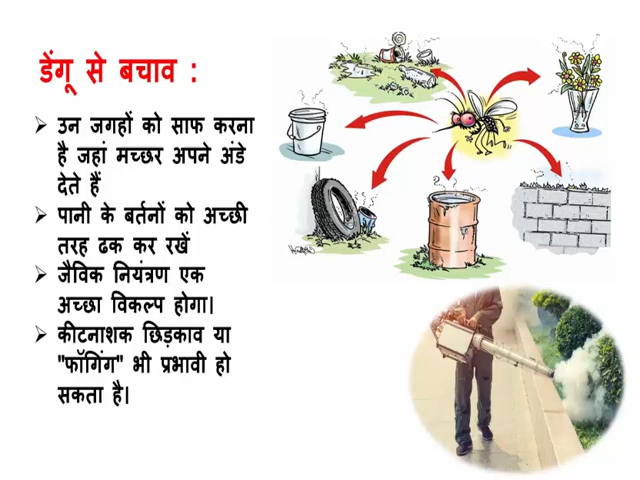 डेंगू से बचाव :
➢ उन जगहों को साफ करना
है जहां मच्छर अपने अंडे
देते हैं
➢ पानी के बर्तनों को अच्छी
तरह ढक कर रखें
➢ जैविक नियंत्रण एक
अच्छा विकल्प होगा।
➢ कीटनाशक छिड़काव या
"फॉगिंग" भी प्रभावी हो
सकता है।